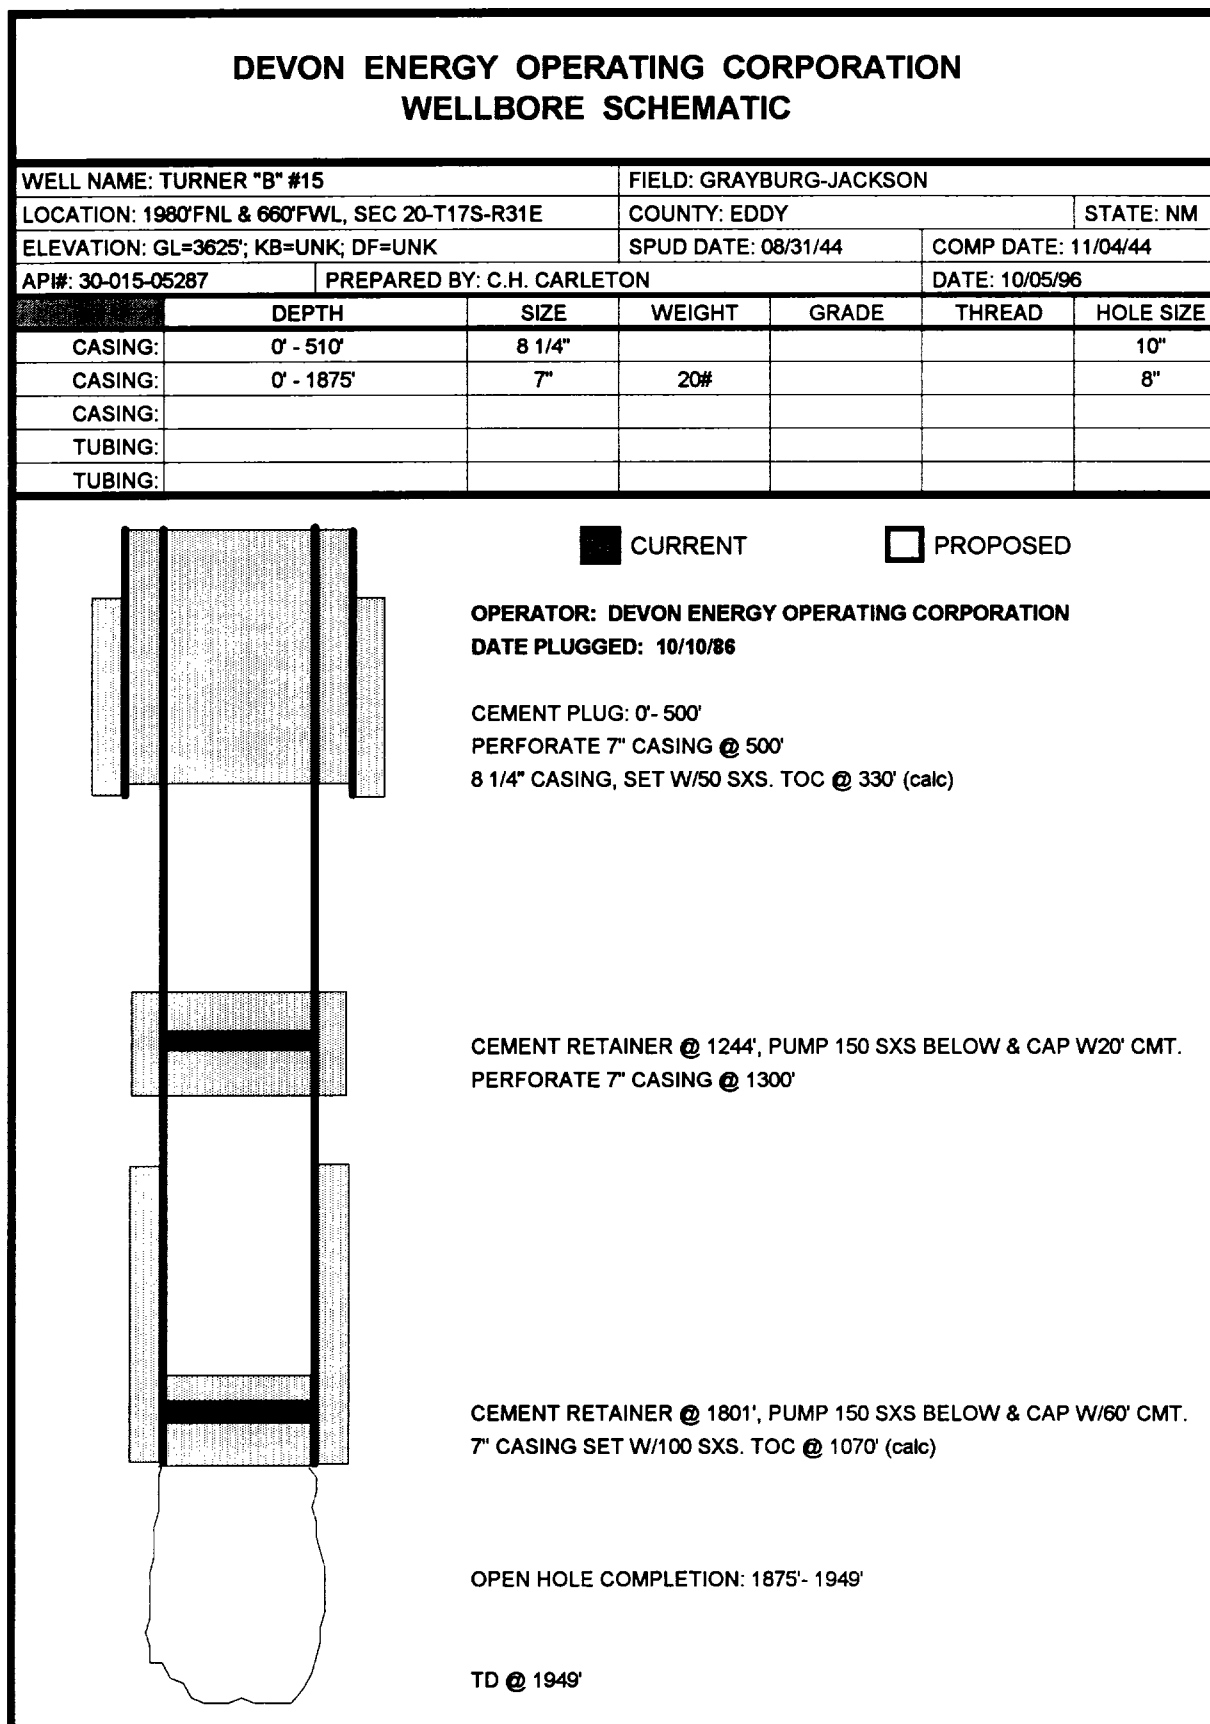 DEVON ENERGY OPERATING CORPORATION
WELLBORE SCHEMATIC
WELL NAME: TURNER "B" #15 FIELD: GRAYBURG-JACKSON
LOCATION: 1980'FNL & 660'FWL, SEC 20-T17S-R31E COUNTY: EDDY STATE: NM
ELEVATION: GL=3625'; KB=UNK; DF=UNK SPUD DATE: 08/31/44 COMP DATE: 11/04/44
API#: 30-015-05287 PREPARED BY: C.H. CARLETON DATE: 10/05/96
DEPTH SIZE WEIGHT GRADE THREAD HOLE SIZE
CASING: 0' - 510' 8 1/4" 10"
CASING: 0' - 1875' 7" 20# 8"
CASING:
TUBING:
TUBING:
CURRENT PROPOSED
OPERATOR: DEVON ENERGY OPERATING CORPORATION
DATE PLUGGED: 10/10/86
CEMENT PLUG: 0'- 500'
PERFORATE 7" CASING @ 500'
8 1/4" CASING, SET W/50 SXS. TOC @ 330' (calc)
CEMENT RETAINER @ 1244', PUMP 150 SXS BELOW & CAP W20' CMT.
PERFORATE 7" CASING @ 1300'
CEMENT RETAINER @ 1801', PUMP 150 SXS BELOW & CAP W/60' CMT.
7" CASING SET W/100 SXS. TOC @ 1070' (calc)
OPEN HOLE COMPLETION: 1875'- 1949'
TD @ 1949'